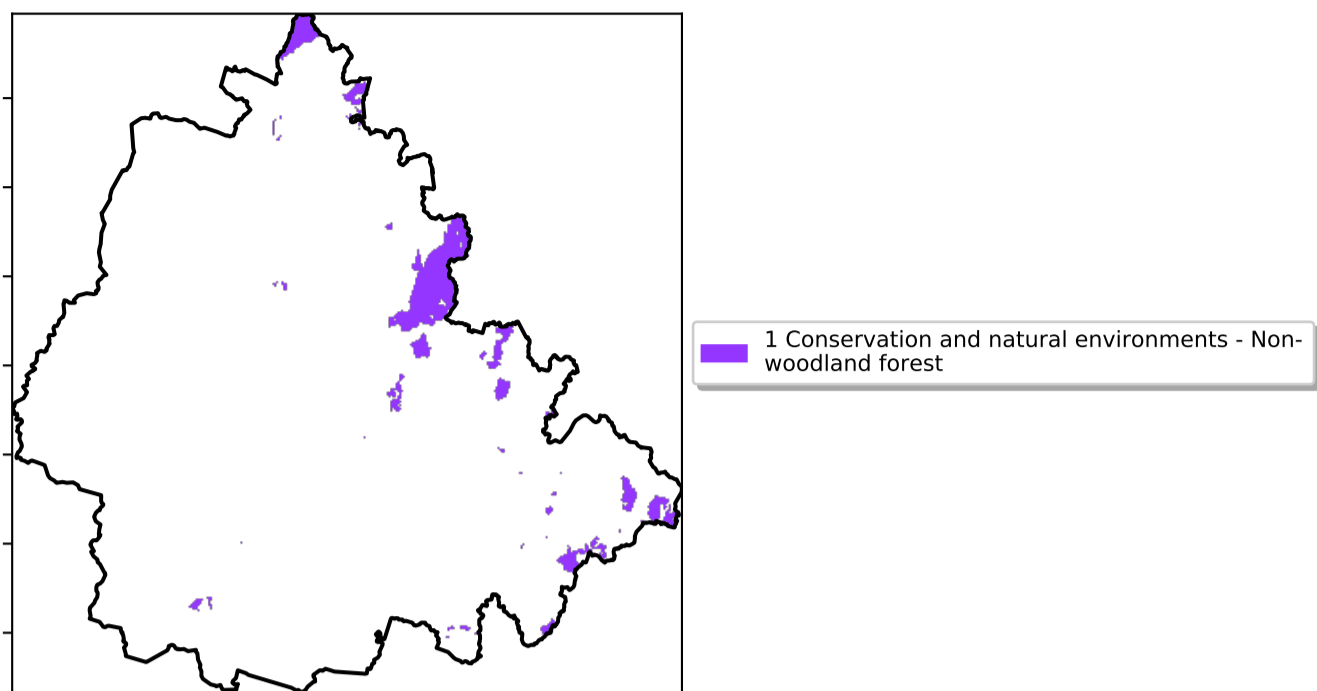 1 Conservation and natural environments - Non-
woodland forest